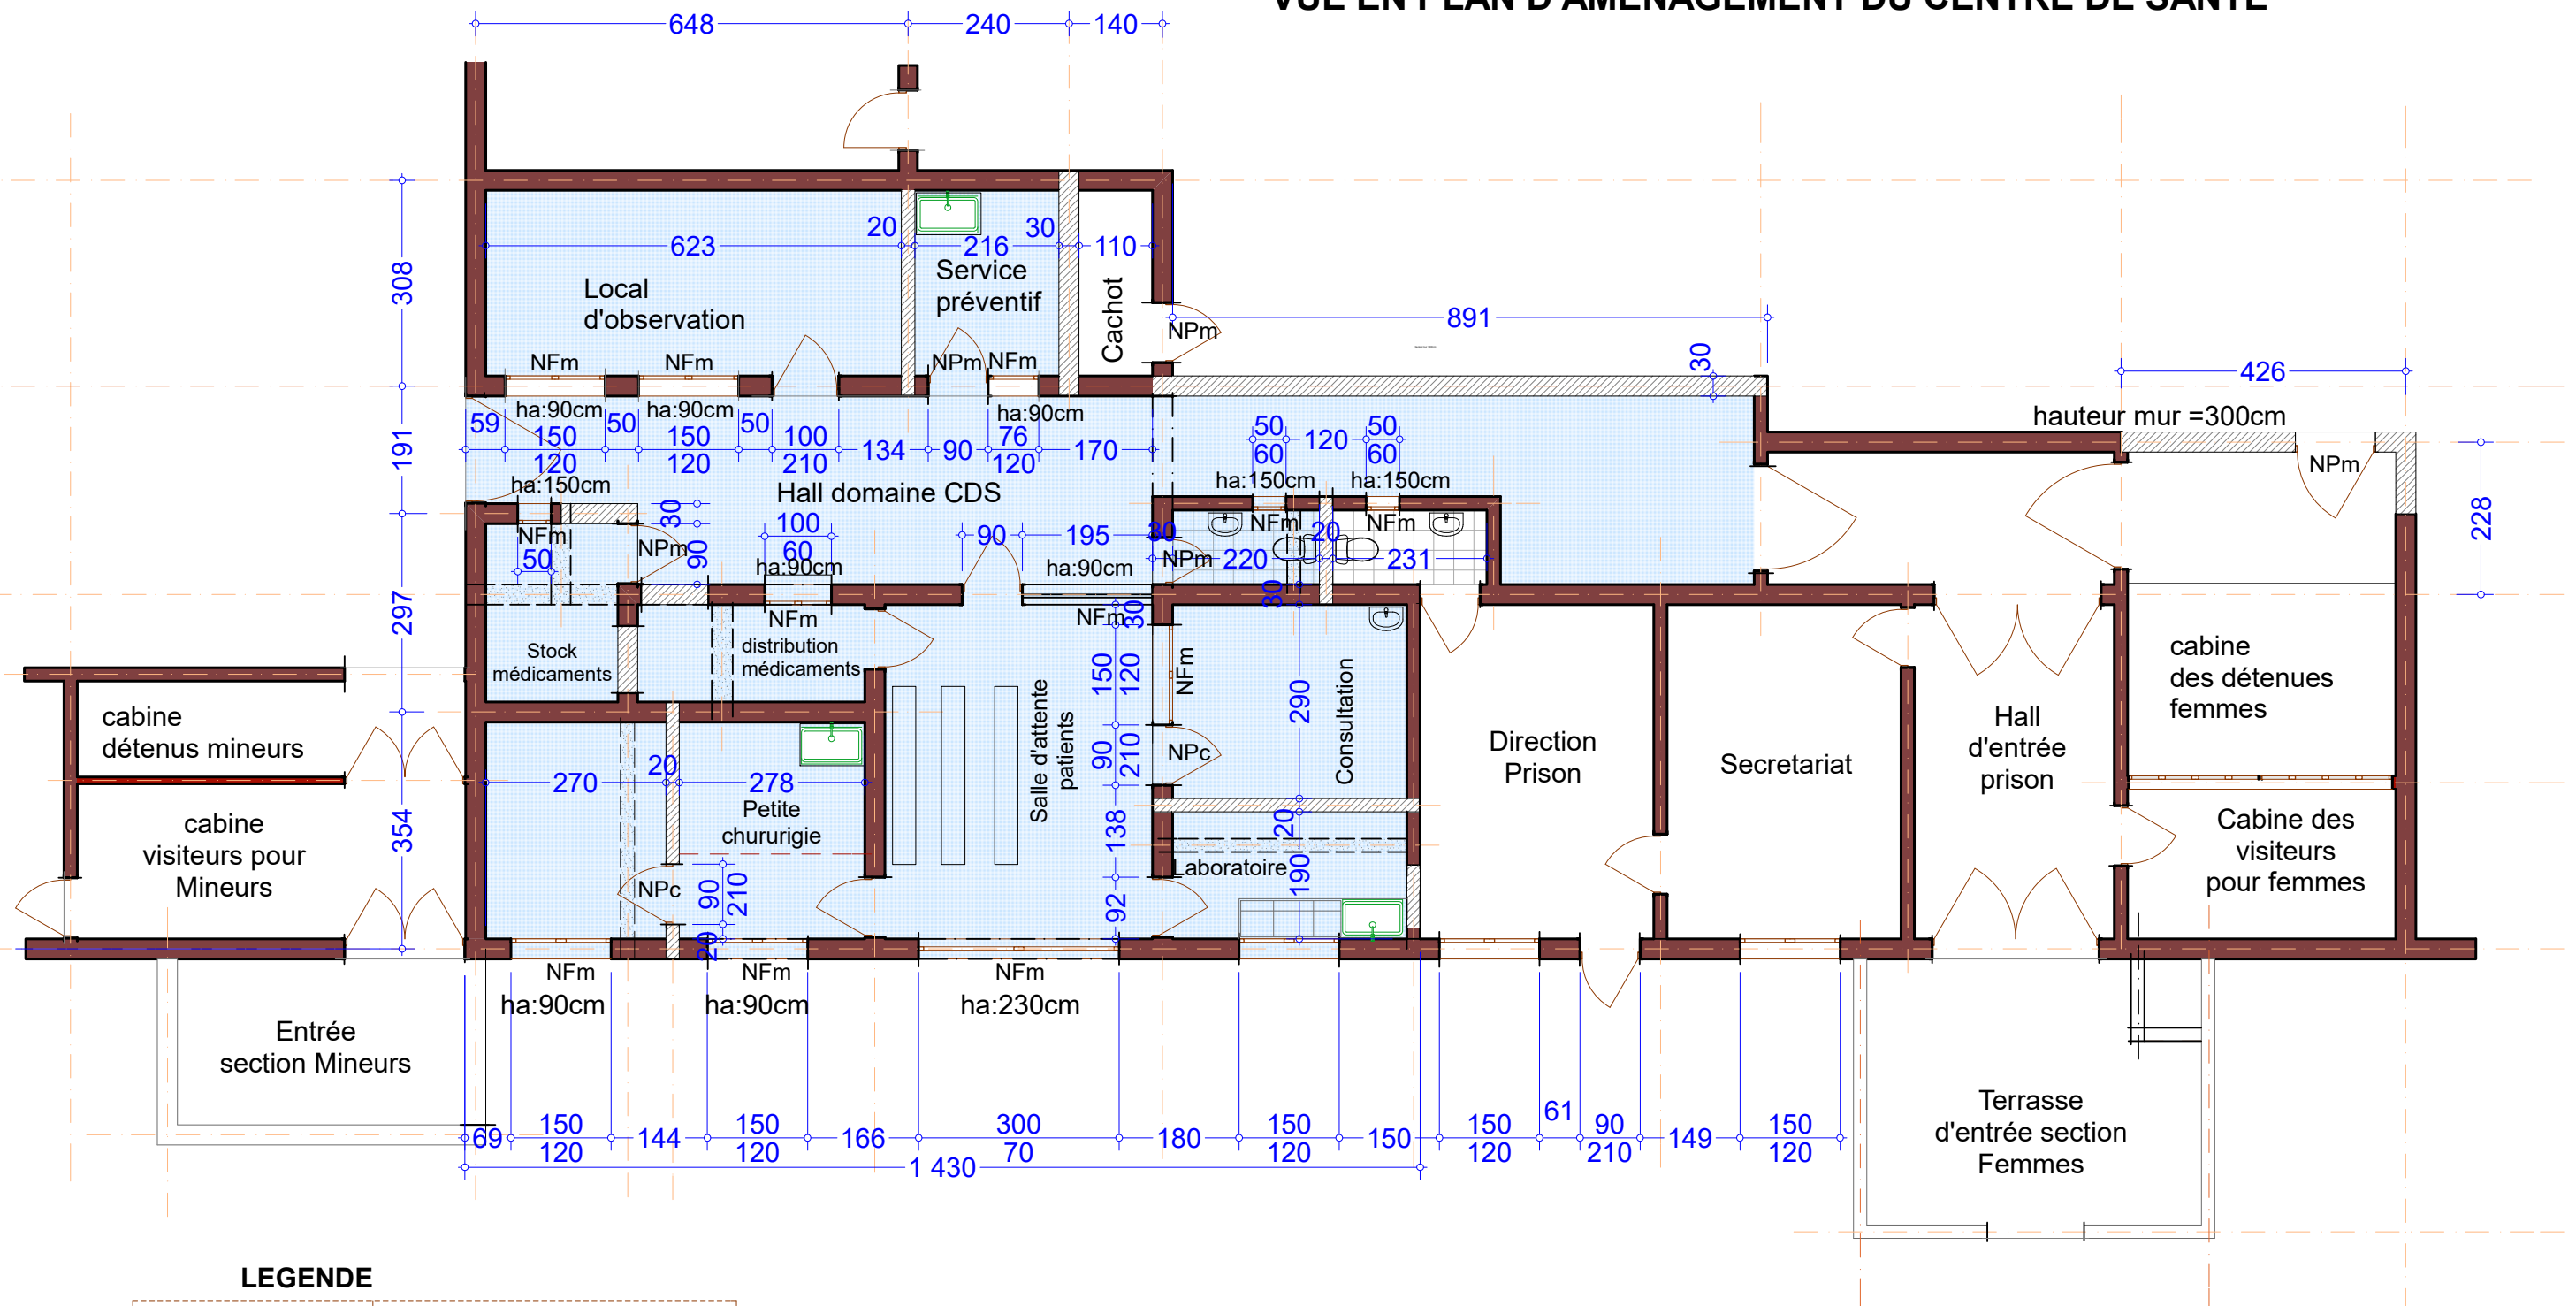 VUE EN PLAN D'AMENAGEMENT DU CENTRE DE SANTE
648
240
140
623
20
216
30
110
308
Local
d'observation
Service
préventif
Cachot
NPm
891
30
426
NFm
NFm
NPm
NFm
ha:90cm
ha:90cm
ha:90cm
hauteur mur =300cm
191
59
150
120
50
150
120
50
100
210
134
90
76
120
170
50
60
120
50
60
NPm
228
ha:150cm
ha:150cm
ha:150cm
Hall domaine CDS
30
90
100
60
ha:90cm
90
195
ha:90cm
30
NFm
50
NPm
NPm
NFm
20
NFm
220
231
30
297
NFm
NFm
30
Stock
médicaments
distribution
médicaments
150
120
NFm
290
Consultation
cabine
détenus mineurs
cabine
des détenues
femmes
Salle d'attente
patients
Direction
Prison
Secretariat
Hall
d'entrée
prison
90
210
NPc
270
20
278
Petite
chururigie
354
138
20
cabine
visiteurs pour
Mineurs
Cabine des
visiteurs
pour femmes
Laboratoire
190
NPc
90
210
92
20
NFm
NFm
NFm
ha:90cm
ha:90cm
ha:230cm
Entrée
section Mineurs
Terrasse
d'entrée section
Femmes
69
150
120
144
150
120
166
300
70
180
150
120
150
150
120
61
90
210
149
150
120
1 430
LEGENDE